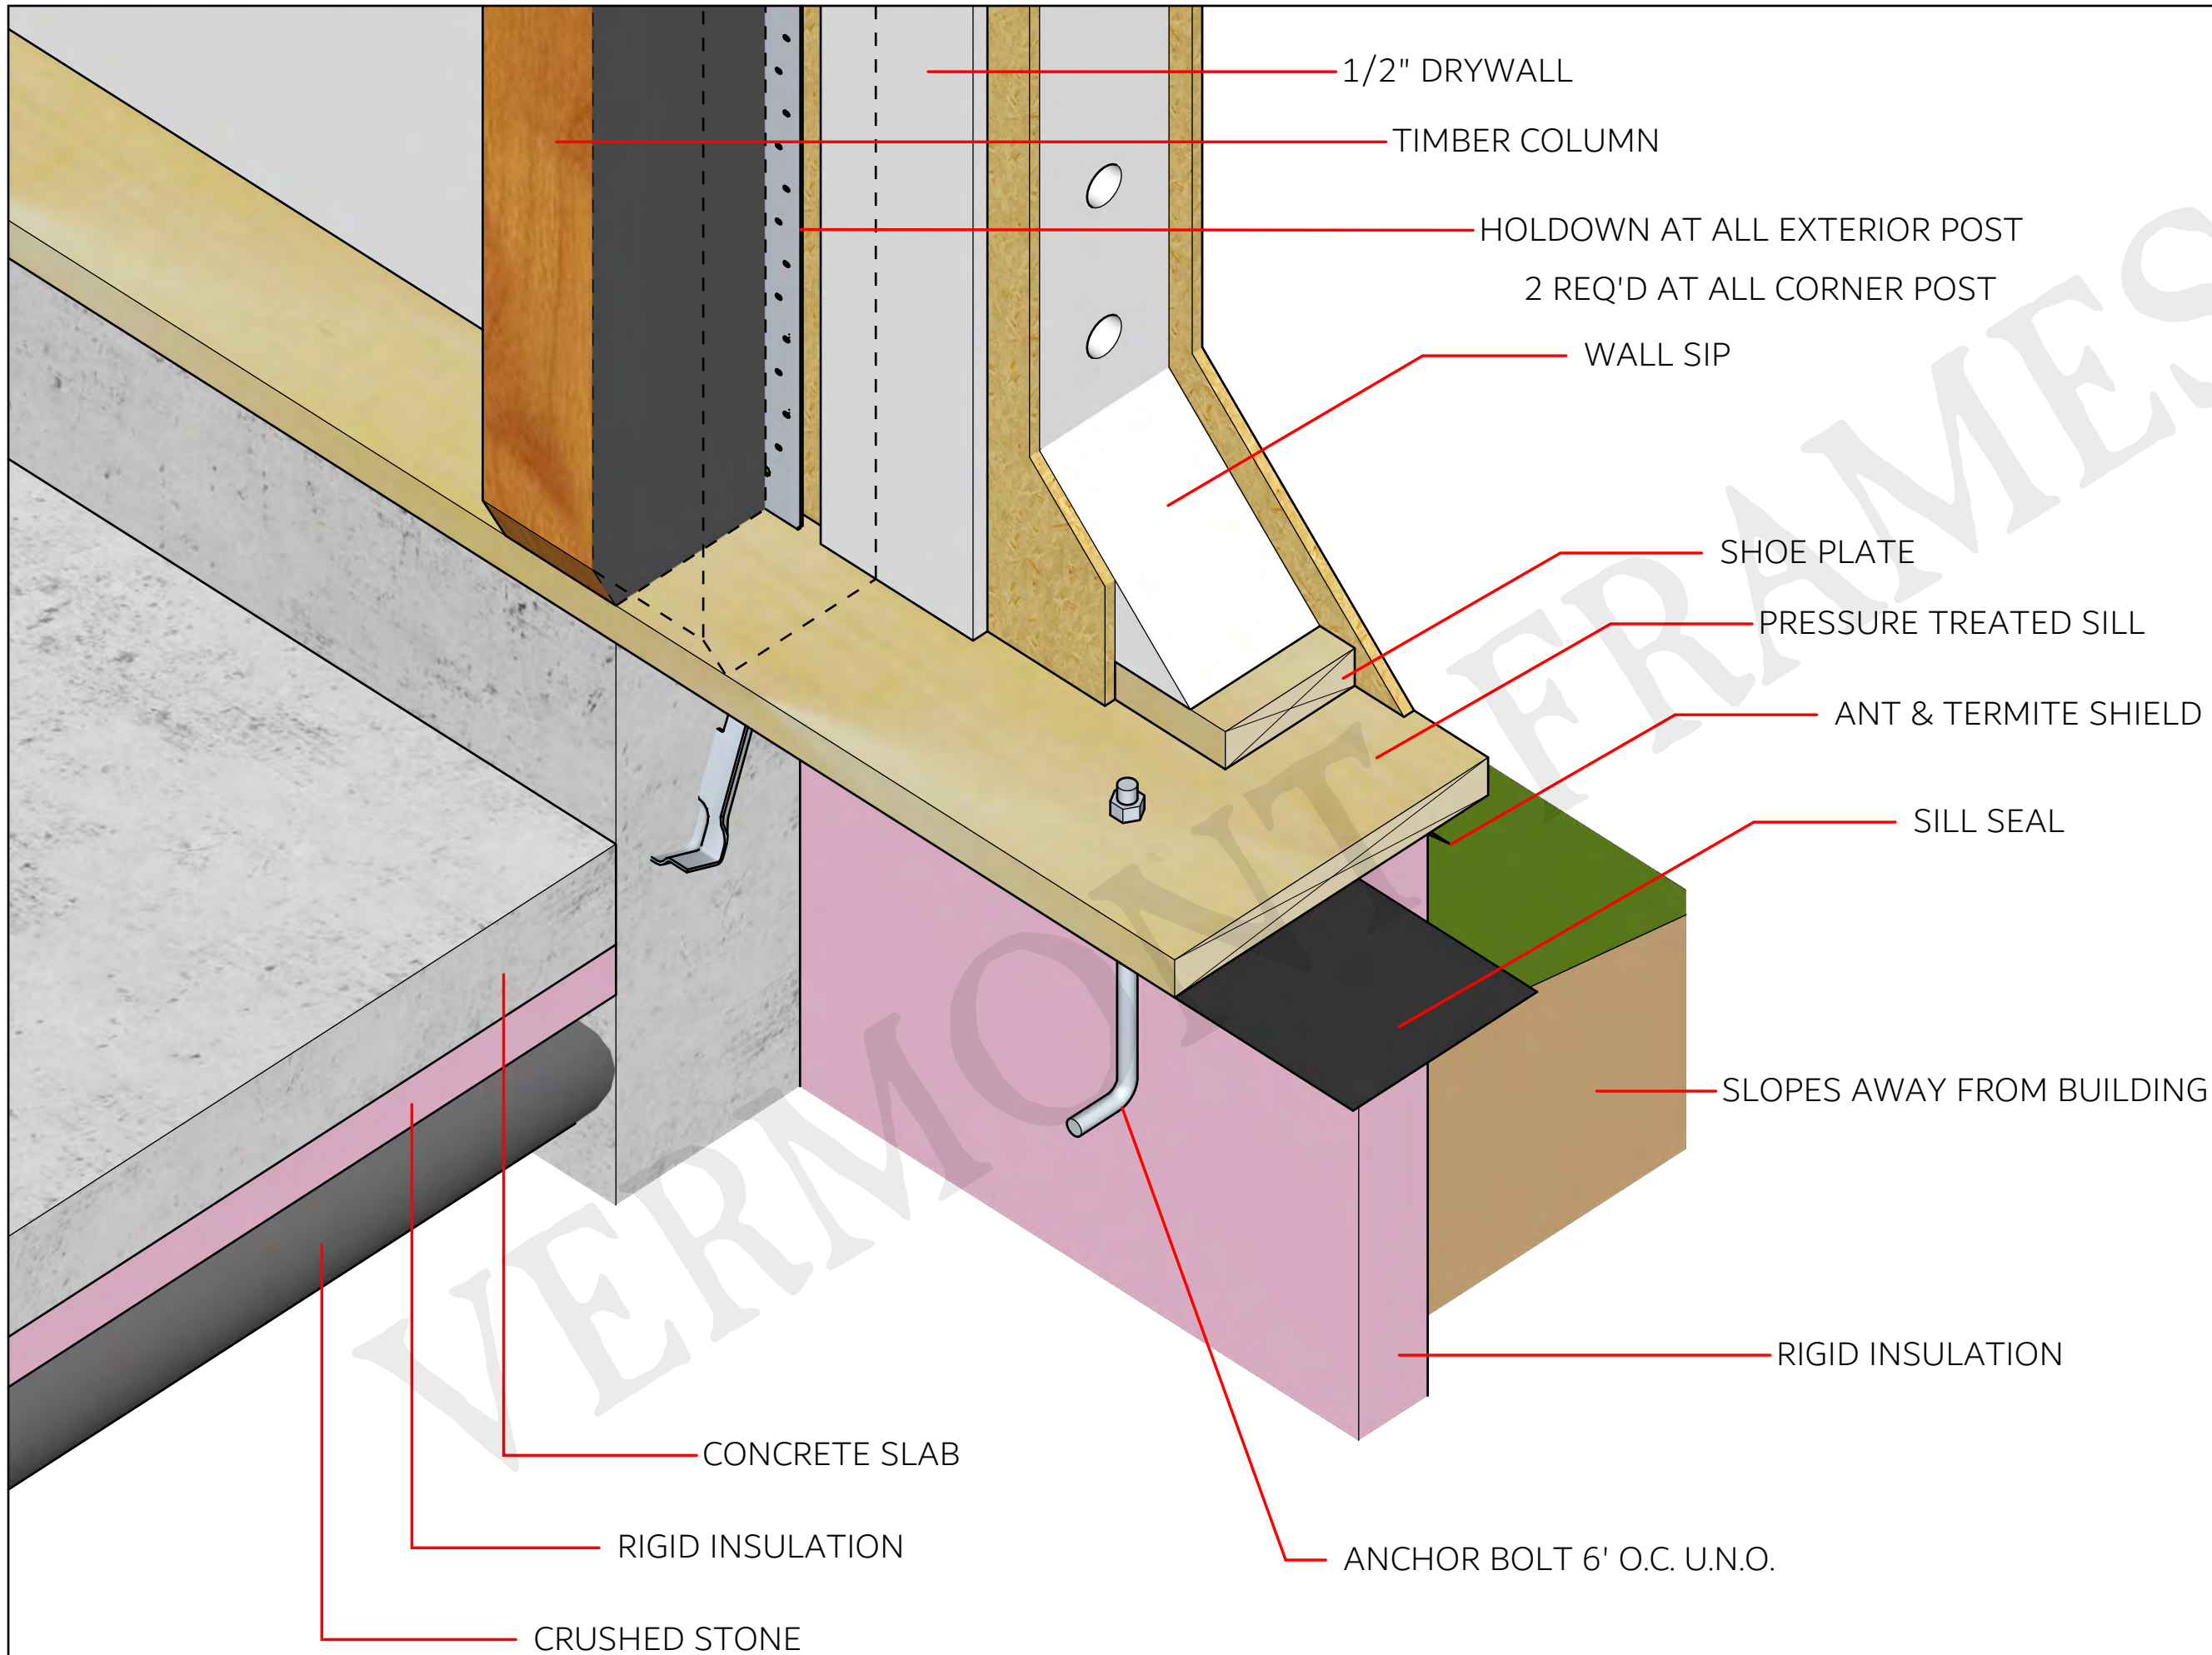 1/2" DRYWALL
TIMBER COLUMN
HOLDOWN AT ALL EXTERIOR POST
2 REQ'D AT ALL CORNER POST
WALL SIP
SHOE PLATE
PRESSURE TREATED SILL
ANT & TERMITE SHIELD
SILL SEAL
SLOPES AWAY FROM BUILDING
RIGID INSULATION
CONCRETE SLAB
RIGID INSULATION
ANCHOR BOLT 6' O.C. U.N.O.
CRUSHED STONE
VERMONT FRAMES